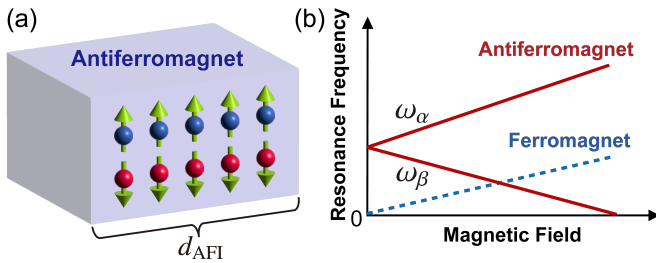 (a)
Antiferromagnet
d_AFI
(b)
Resonance Frequency
Antiferromagnet
ω_α
Ferromagnet
ω_β
0
Magnetic Field